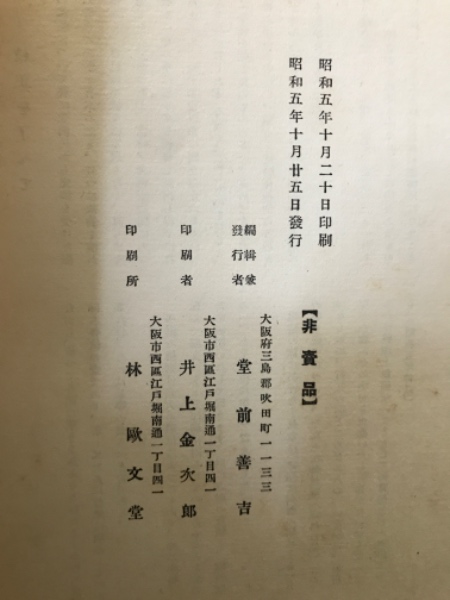 昭和五年十月二十日印刷
昭和五年十月廿五日發行
【非賣品】
大阪府三島郡吹田町一一三三
編輯兼
發行者
堂前善吉
大阪市西區江戸堀南通一丁目四一
印刷者
井上金次郎
大阪市西區江戸堀南通一丁目四一
印刷所
林歐文堂